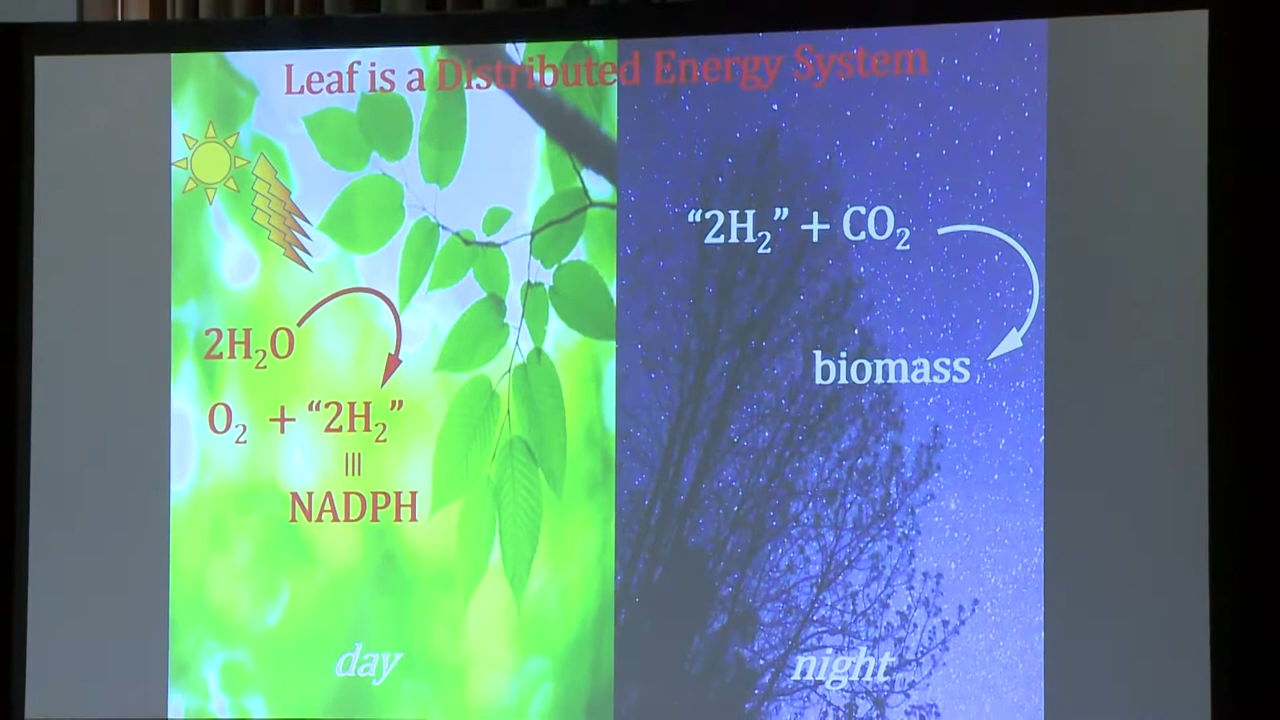 Leaf is a Distributed Energy System
2H₂O
O₂ + “2H₂”
≡
NADPH
day
“2H₂” + CO₂
biomass
night